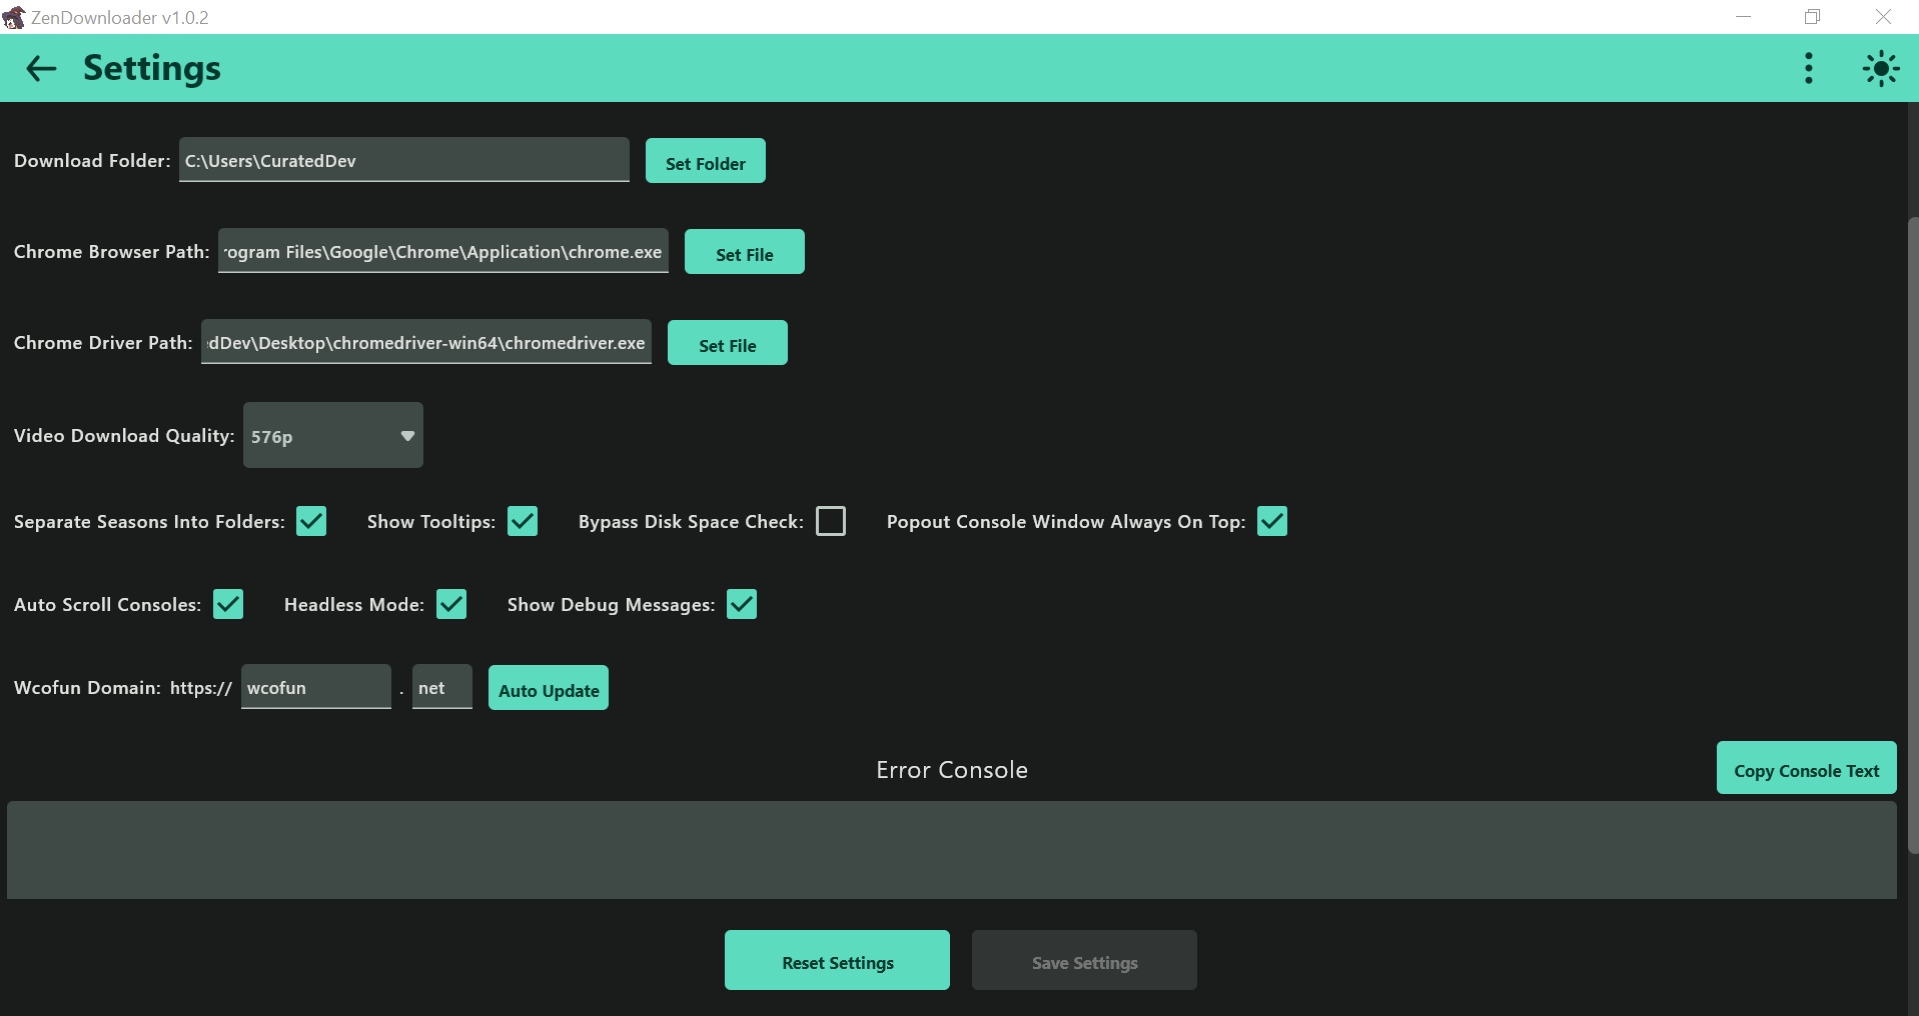 ZenDownloader v1.0.2
Settings
Download Folder: C:\Users\CuratedDev Set Folder
Chrome Browser Path: rogram Files\Google\Chrome\Application\chrome.exe Set File
Chrome Driver Path: edDev\Desktop\chromedriver-win64\chromedriver.exe Set File
Video Download Quality: 576p
Separate Seasons Into Folders: Show Tooltips: Bypass Disk Space Check: Popout Console Window Always On Top:
Auto Scroll Consoles: Headless Mode: Show Debug Messages:
Wcofun Domain: https:// wcofun . net Auto Update
Error Console Copy Console Text
Reset Settings Save Settings